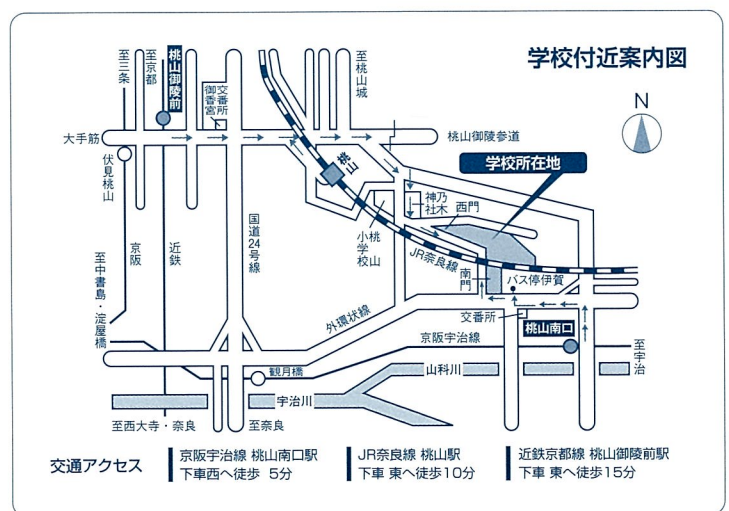 学校付近案内図
N
至三条
至京都
桃山御陵前
交番所
御香宮
至桃山城
大手筋
桃山御陵参道
伏見桃山
桃山
学校所在地
乃木神社
西門
桃山小学校
国道24号線
京阪
近鉄
JR奈良線
南門
バス停伊賀
至中書島・淀屋橋
外環状線
交番所
桃山南口
京阪宇治線
至宇治
山科川
観月橋
宇治川
至西大寺・奈良
至奈良
交通アクセス
京阪宇治線 桃山南口駅
下車西へ徒歩 5分
JR奈良線 桃山駅
下車 東へ徒歩10分
近鉄京都線 桃山御陵前駅
下車 東へ徒歩15分